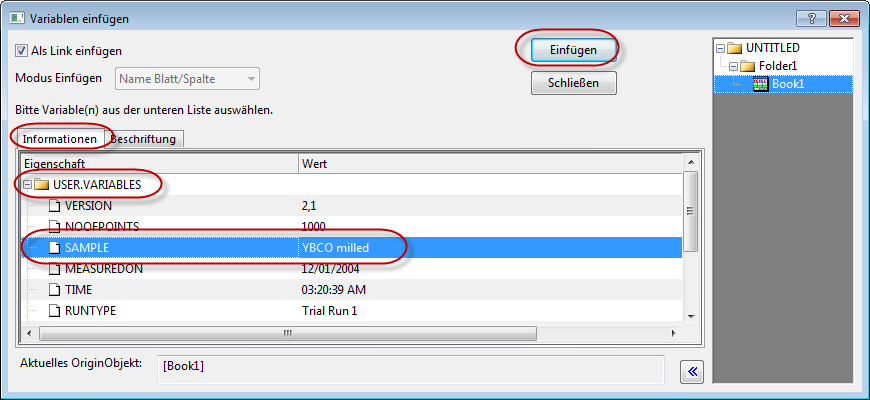 Variablen einfügen
Als Link einfügen
Modus Einfügen Name Blatt/Spalte
Bitte Variable(n) aus der unteren Liste auswählen.
Einfügen
Schließen
Informationen Beschriftung
Eigenschaft Wert
USER.VARIABLES
VERSION 2,1
NOOFPOINTS 1000
SAMPLE YBCO milled
MEASUREDON 12/01/2004
TIME 03:20:39 AM
RUNTYPE Trial Run 1
Aktuelles OriginObjekt: [Book1]
UNTITLED
Folder1
Book1